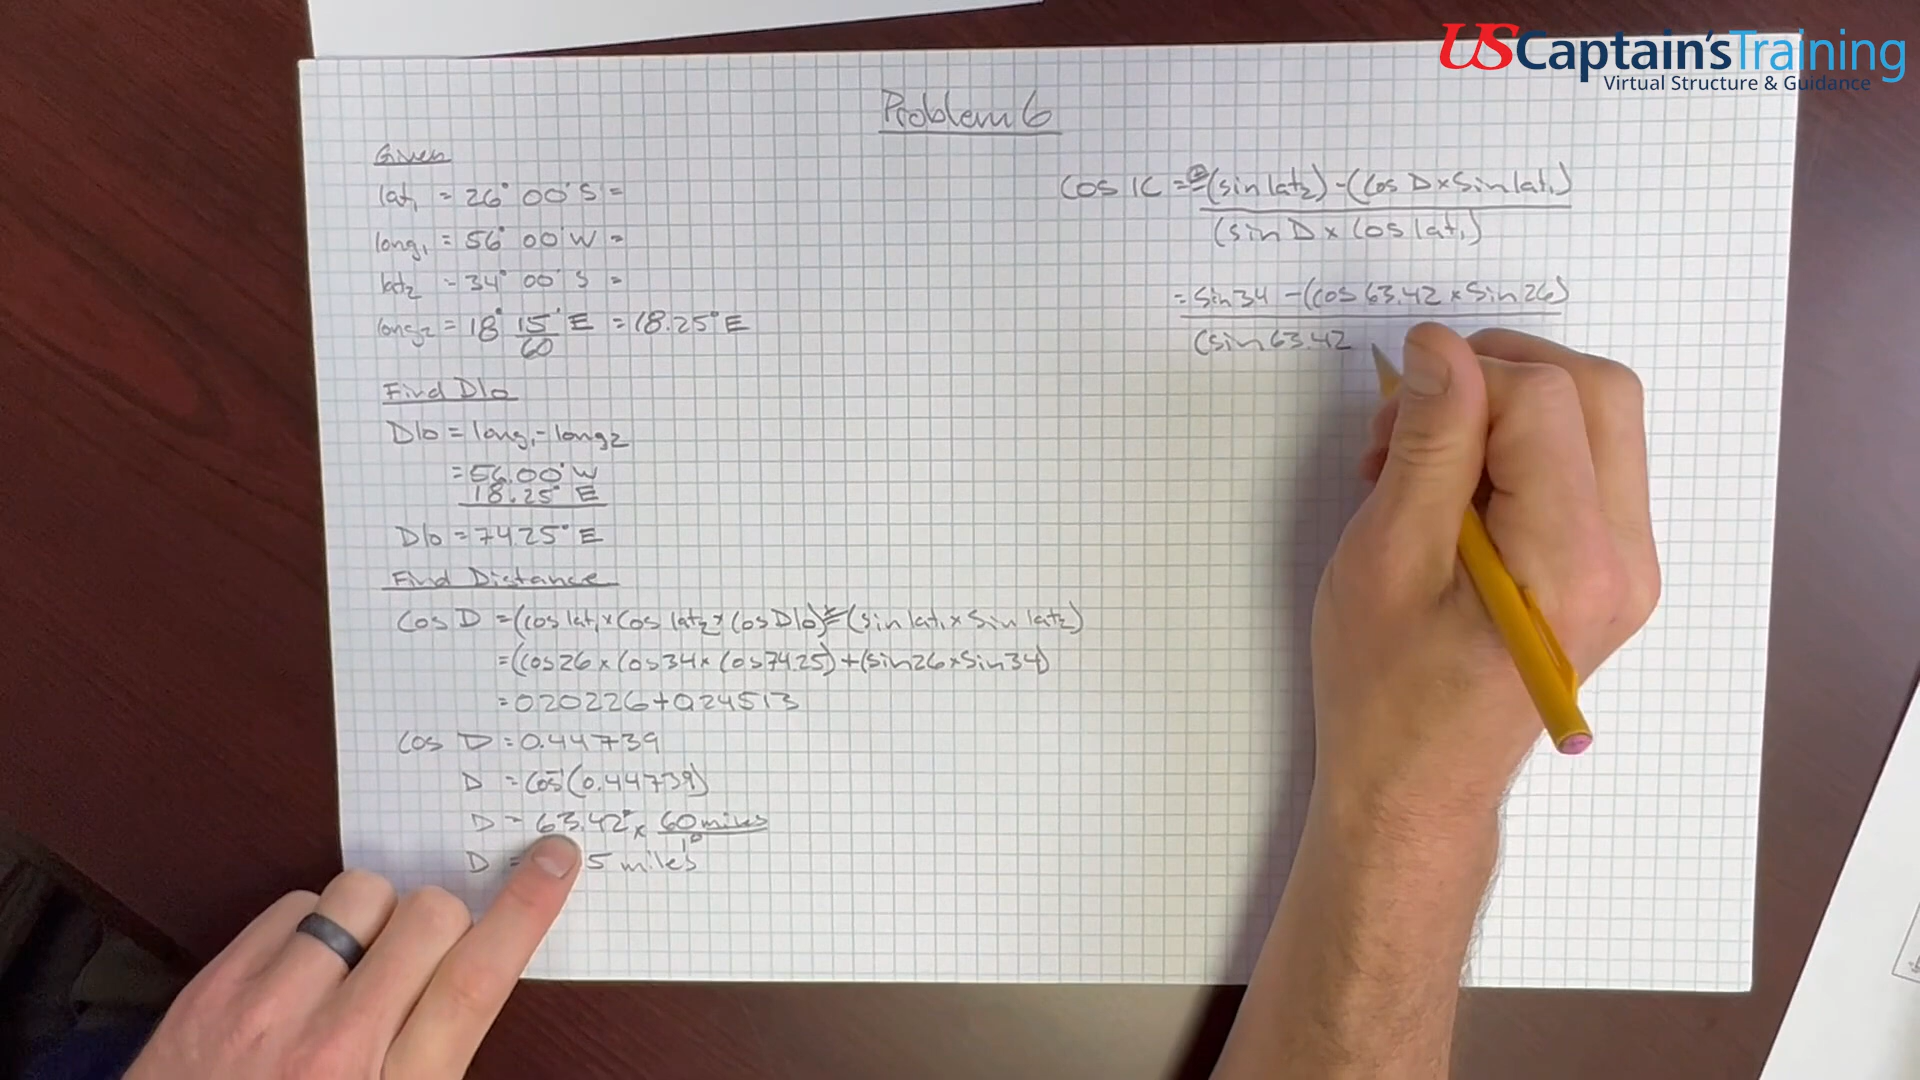 US Captain's Training
Virtual Structure & Guidance
Problem 6
Given
lat₁ = 26° 00' S =
long₁ = 56° 00' W =
lat₂ = 34° 00' S =
long₂ = 18° 15' E = 18.25° E
60
Find Dlo
Dlo = long₁ - long₂
= 56.00° W
18.25° E
Dlo = 74.25° E
Find Distance
Cos D = (cos lat₁ × Cos lat₂ × Cos Dlo) ± (sin lat₁ × Sin lat₂)
= (cos 26 × Cos 34 × Cos 74.25) + (sin 26 × Sin 34)
= 0.20226 + 0.24513
Cos D = 0.44739
D = Cos⁻¹(0.44739)
D = 63.42° × 60 miles
1°
D = 5 miles
Cos IC = (sin lat₂) - (Cos D × Sin lat₁)
(sin D × Cos lat₁)
= Sin 34 - (cos 63.42 × Sin 26)
(sin 63.42